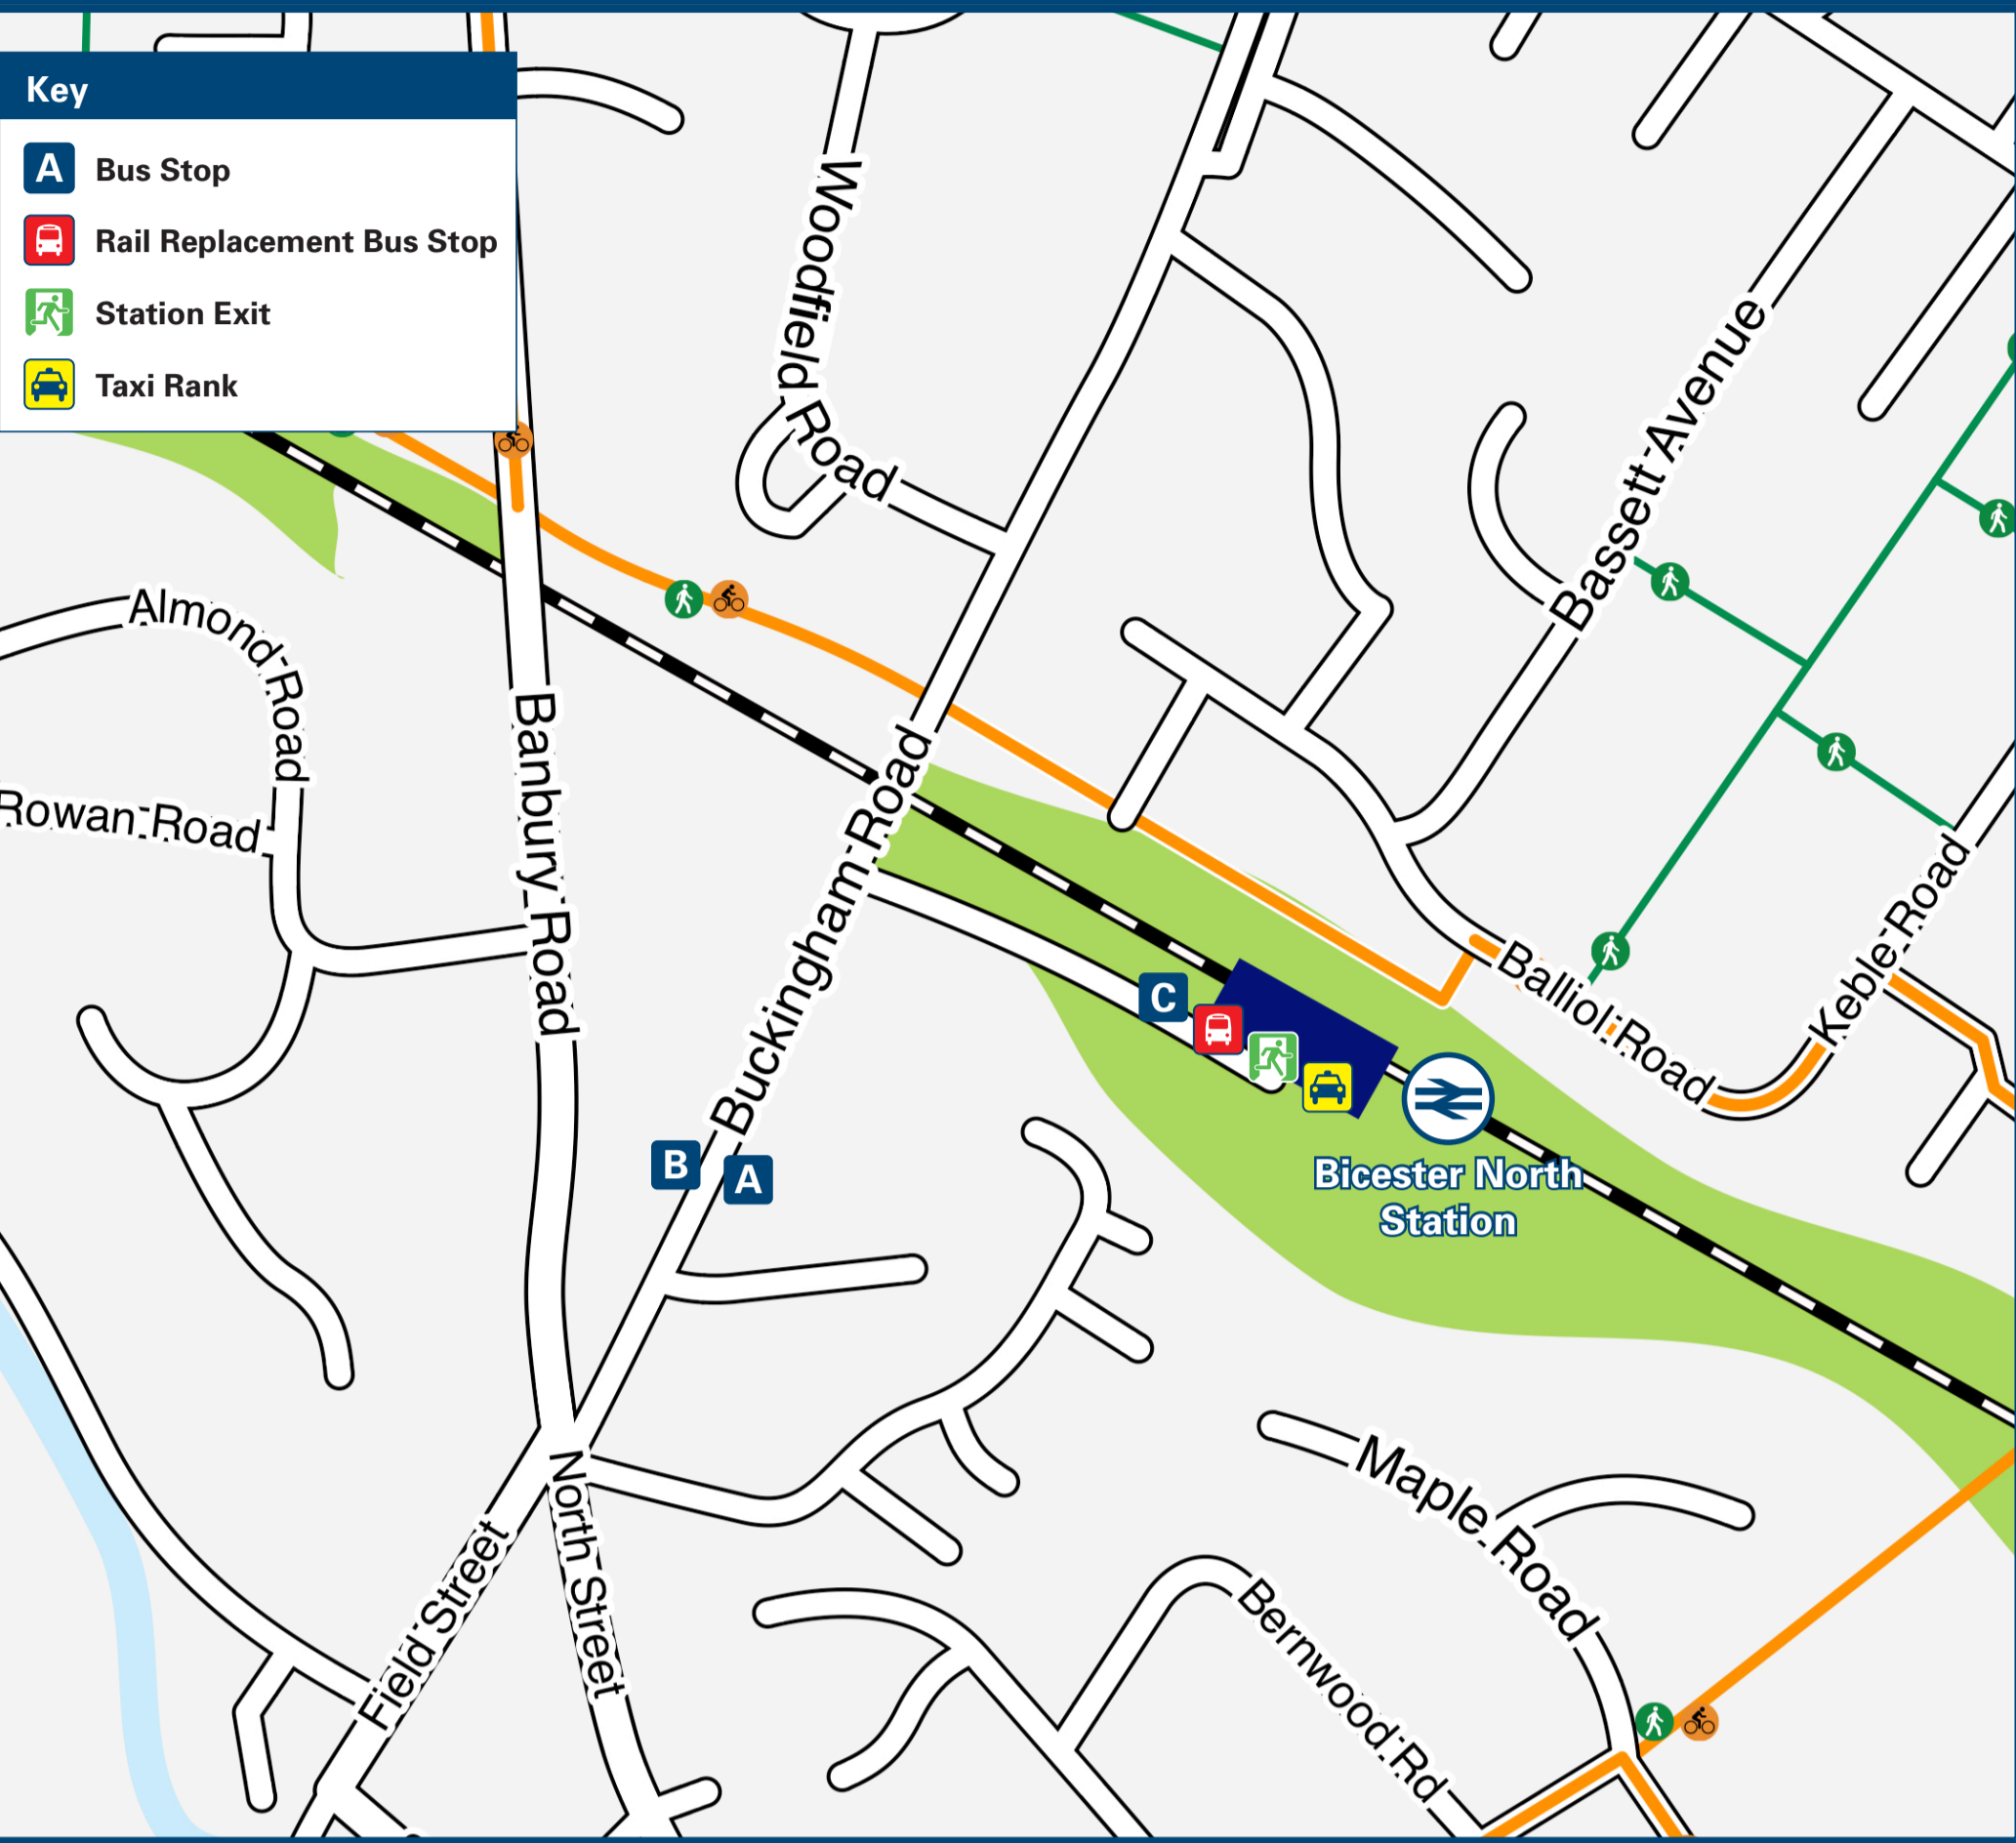 Key
A
Bus Stop
Rail Replacement Bus Stop
Station Exit
Taxi Rank
Woodfield Road
Bassett Avenue
Almond Road
Rowan Road
Banbury Road
Buckingham Road
Keble Road
Balliol Road
C
B
A
Bicester North
Station
Maple Road
North Street
Field Street
Bernwood Rd